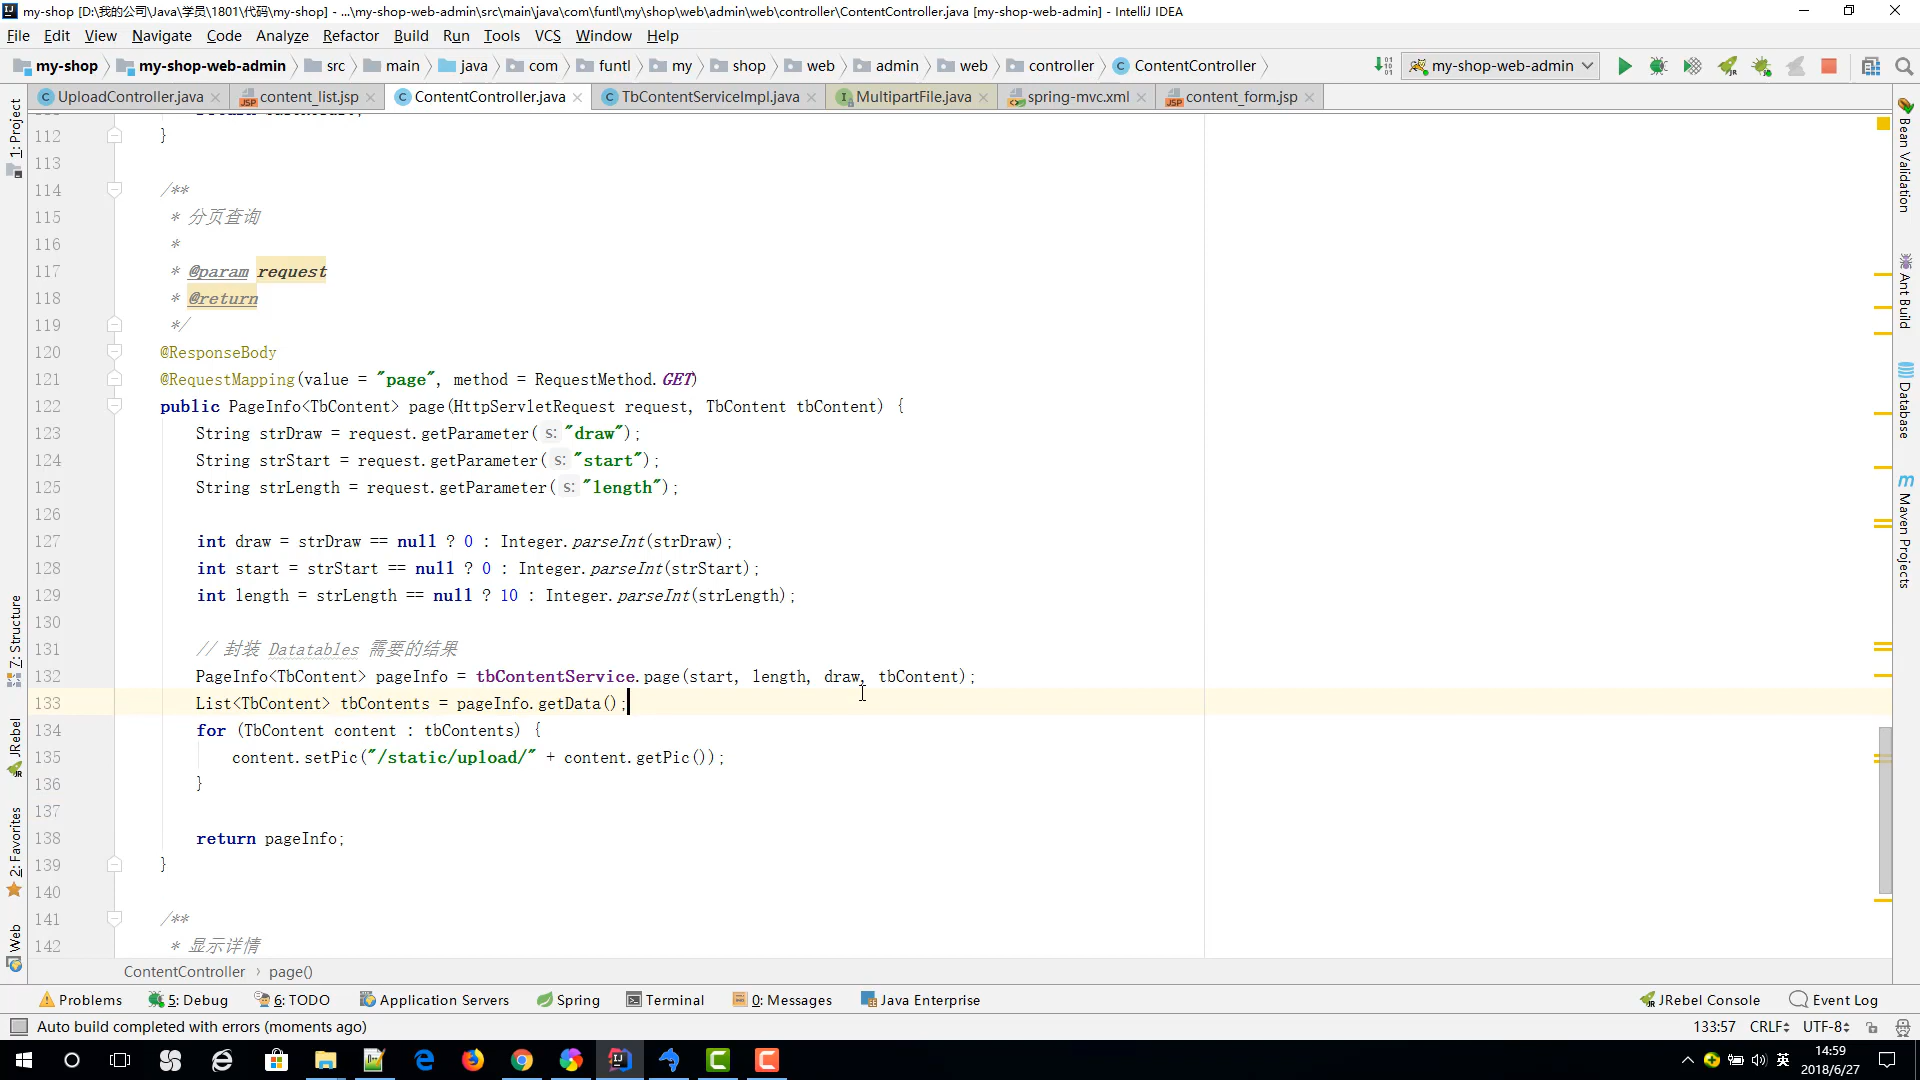 my-shop [D:\我的公司\Java\学员\1801\代码\my-shop] - ...\my-shop-web-admin\src\main\java\com\funtl\my\shop\web\admin\web\controller\ContentController.java [my-shop-web-admin] - IntelliJ IDEA
File Edit View Navigate Code Analyze Refactor Build Run Tools VCS Window Help
my-shop my-shop-web-admin src main java com funtl my shop web admin web controller ContentController my-shop-web-admin
UploadController.java content_list.jsp ContentController.java TbContentServiceImpl.java MultipartFile.java spring-mvc.xml content_form.jsp
112 }
113
114 /**
115 * 分页查询
116 *
117 * @param request
118 * @return
119 */
120 @ResponseBody
121 @RequestMapping(value = "page", method = RequestMethod.GET)
122 public PageInfo<TbContent> page(HttpServletRequest request, TbContent tbContent) {
123 String strDraw = request.getParameter( s: "draw");
124 String strStart = request.getParameter( s: "start");
125 String strLength = request.getParameter( s: "length");
126
127 int draw = strDraw == null ? 0 : Integer.parseInt(strDraw);
128 int start = strStart == null ? 0 : Integer.parseInt(strStart);
129 int length = strLength == null ? 10 : Integer.parseInt(strLength);
130
131 // 封装 Datatables 需要的结果
132 PageInfo<TbContent> pageInfo = tbContentService.page(start, length, draw, tbContent);
133 List<TbContent> tbContents = pageInfo.getData();
134 for (TbContent content : tbContents) {
135 content.setPic("/static/upload/" + content.getPic());
136 }
137
138 return pageInfo;
139 }
140
141 /**
142 * 显示详情
1: Project
7: Structure
JRebel
2: Favorites
Web
Bean Validation
Ant Build
Database
Maven Projects
ContentController › page()
Problems 5: Debug 6: TODO Application Servers Spring Terminal 0: Messages Java Enterprise JRebel Console Event Log
Auto build completed with errors (moments ago) 133:57 CRLF UTF-8
英 14:59
2018/6/27